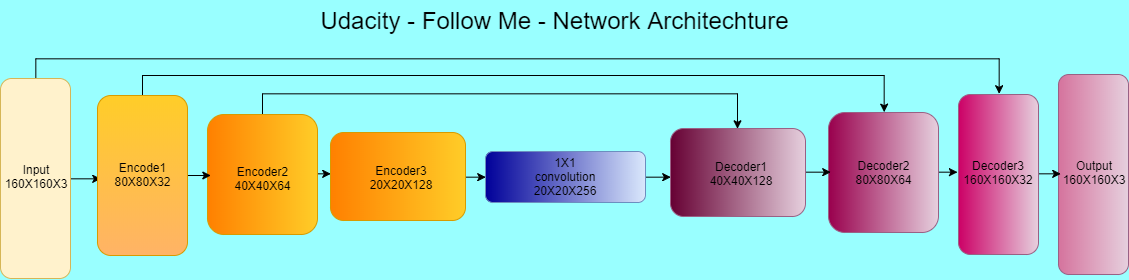 Udacity - Follow Me - Network Architechture
Input
160X160X3
Encode1
80X80X32
Encoder2
40X40X64
Encoder3
20X20X128
1X1
convolution
20X20X256
Decoder1
40X40X128
Decoder2
80X80X64
Decoder3
160X160X32
Output
160X160X3